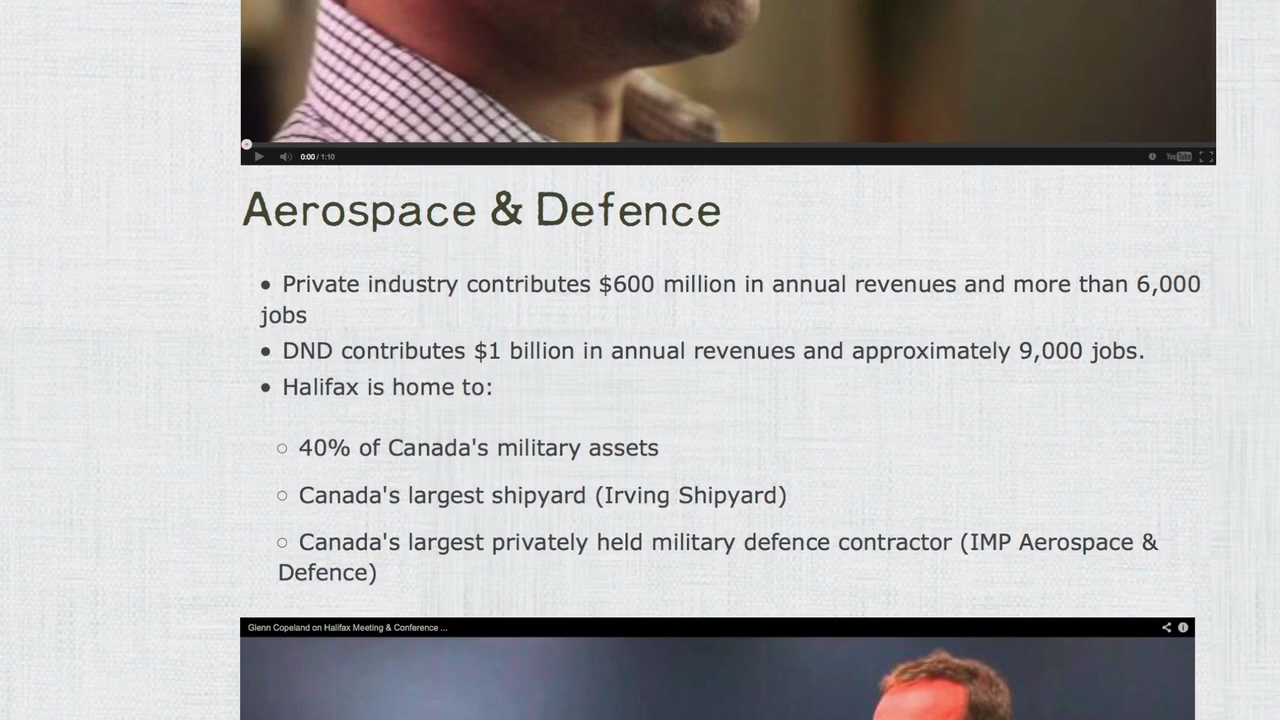 0:00 / 1:10
YouTube
Aerospace & Defence
• Private industry contributes $600 million in annual revenues and more than 6,000
jobs
• DND contributes $1 billion in annual revenues and approximately 9,000 jobs.
• Halifax is home to:
○ 40% of Canada's military assets
○ Canada's largest shipyard (Irving Shipyard)
○ Canada's largest privately held military defence contractor (IMP Aerospace &
Defence)
Glenn Copeland on Halifax Meeting & Conference ...